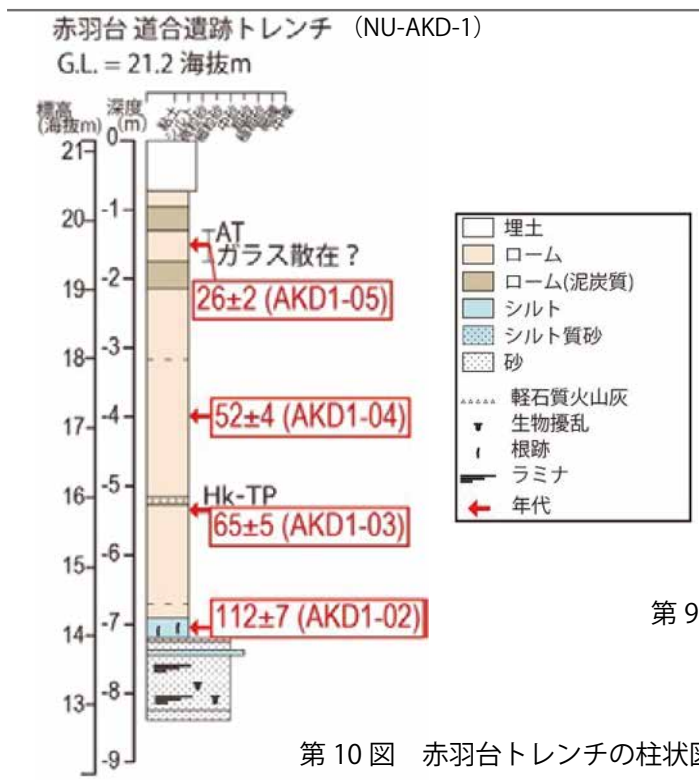 赤羽台 道合遺跡トレンチ （NU-AKD-1）
G.L. = 21.2 海抜m
標高
(海抜m)
深度
(m)
21
20
19
18
17
16
15
14
13
0
-1
-2
-3
-4
-5
-6
-7
-8
-9
AT
ガラス散在？
26±2 (AKD1-05)
52±4 (AKD1-04)
Hk-TP
65±5 (AKD1-03)
112±7 (AKD1-02)
埋土
ローム
ローム(泥炭質)
シルト
シルト質砂
砂
軽石質火山灰
生物擾乱
根跡
ラミナ
年代
第 9
第 10 図 赤羽台トレンチの柱状図